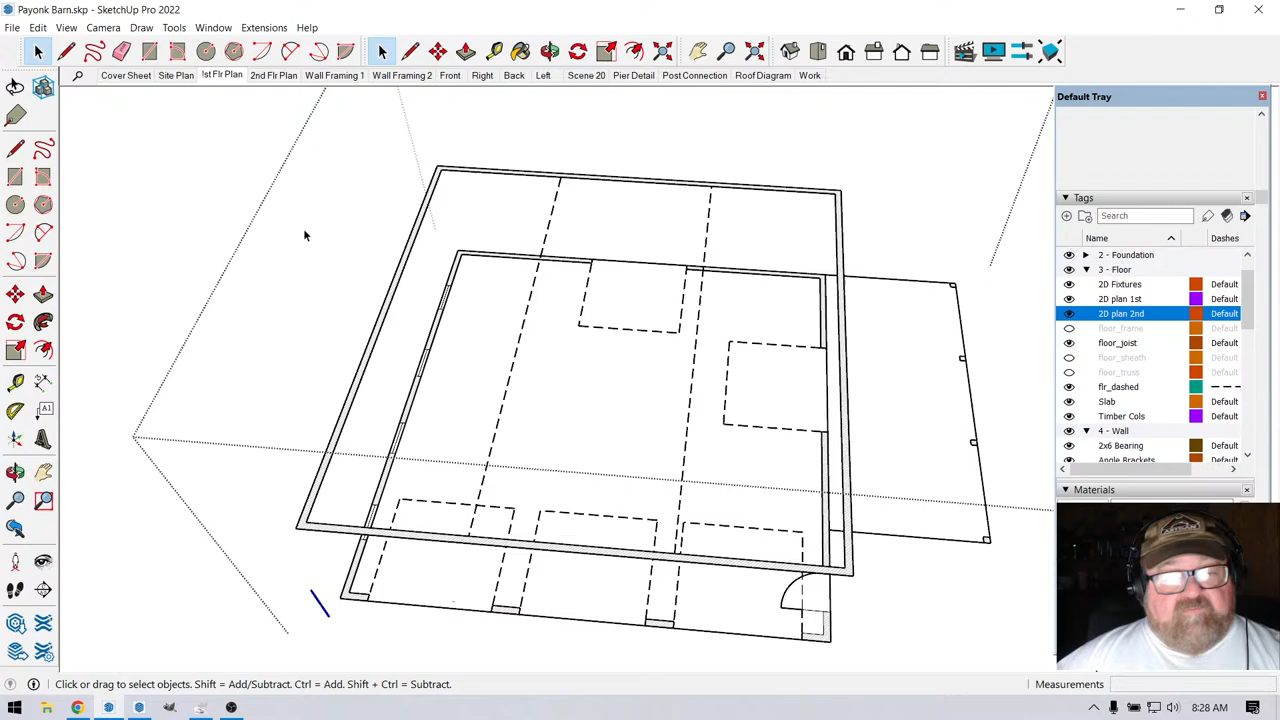 Payonk Barn.skp - SketchUp Pro 2022
File Edit View Camera Draw Tools Window Extensions Help
Cover Sheet Site Plan !st Flr Plan 2nd Flr Plan Wall Framing 1 Wall Framing 2 Front Right Back Left Scene 20 Pier Detail Post Connection Roof Diagram Work
Default Tray
Tags
Search
Name Dashes
2 - Foundation
3 - Floor
2D Fixtures Default
2D plan 1st Default
2D plan 2nd Default
floor_frame Default
floor_joist Default
floor_sheath Default
floor_truss Default
flr_dashed
Slab Default
Timber Cols Default
4 - Wall
2x6 Bearing Default
Angle Brackets Default
Materials
A1
Click or drag to select objects. Shift = Add/Subtract. Ctrl = Add. Shift + Ctrl = Subtract.
Measurements
8:28 AM